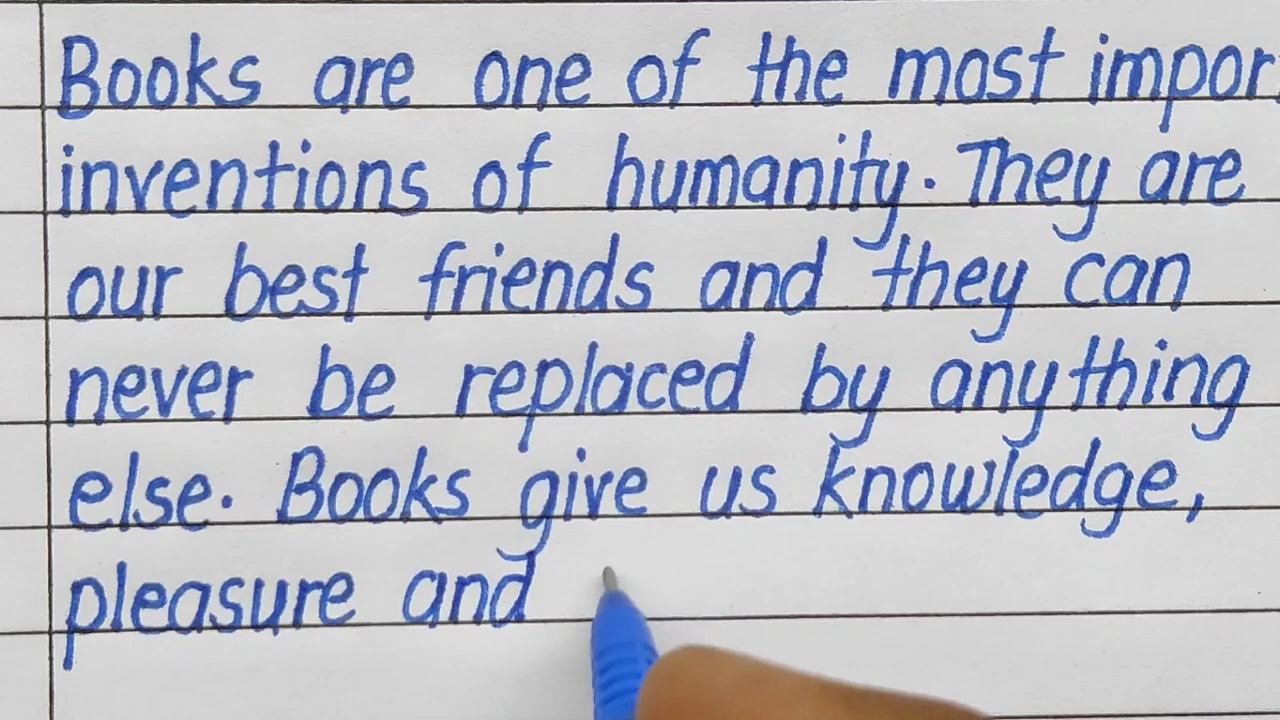 Books are one of the most impor
inventions of humanity. They are
our best friends and they can
never be replaced by anything
else. Books give us knowledge,
pleasure and